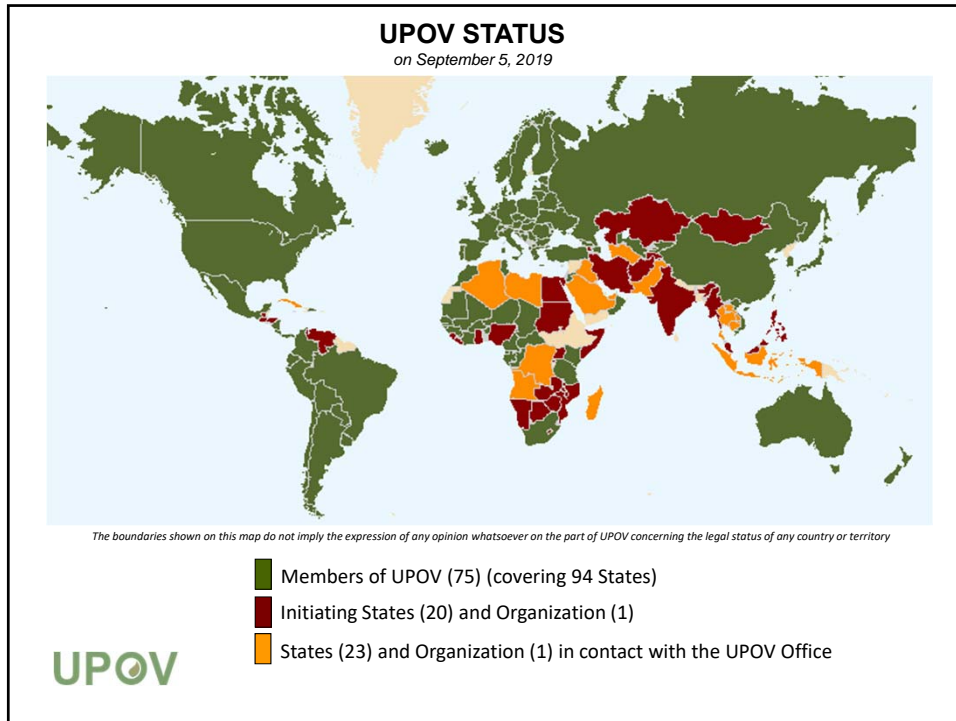 UPOV STATUS
on September 5, 2019
The boundaries shown on this map do not imply the expression of any opinion whatsoever on the part of UPOV concerning the legal status of any country or territory
Members of UPOV (75) (covering 94 States)
Initiating States (20) and Organization (1)
States (23) and Organization (1) in contact with the UPOV Office
UPOV